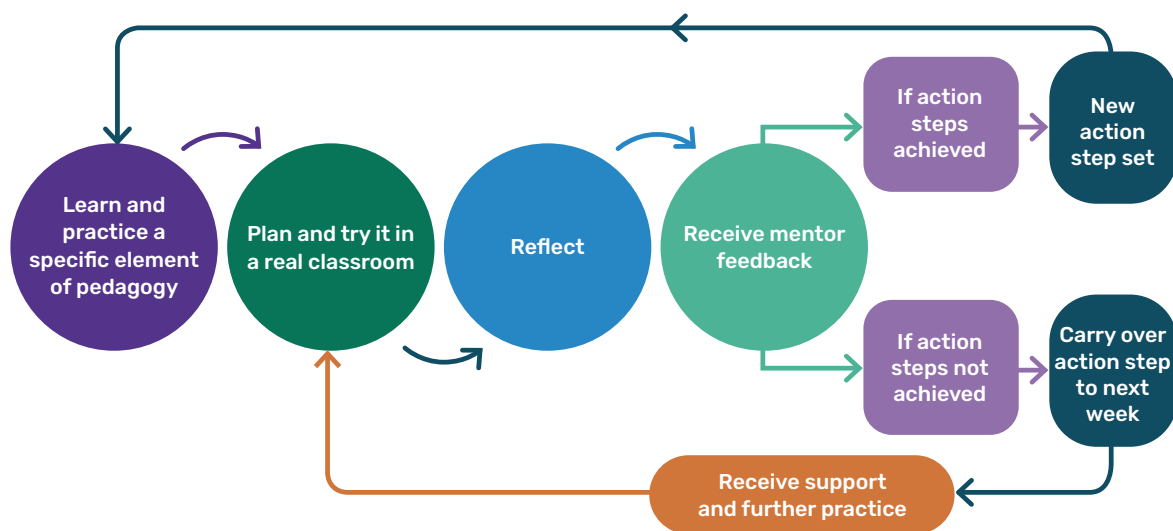 Learn and
practice a
specific element
of pedagogy
Plan and try it in
a real classroom
Reflect
Receive mentor
feedback
If action
steps
achieved
New
action
step set
If action
steps not
achieved
Carry over
action step
to next
week
Receive support
and further practice